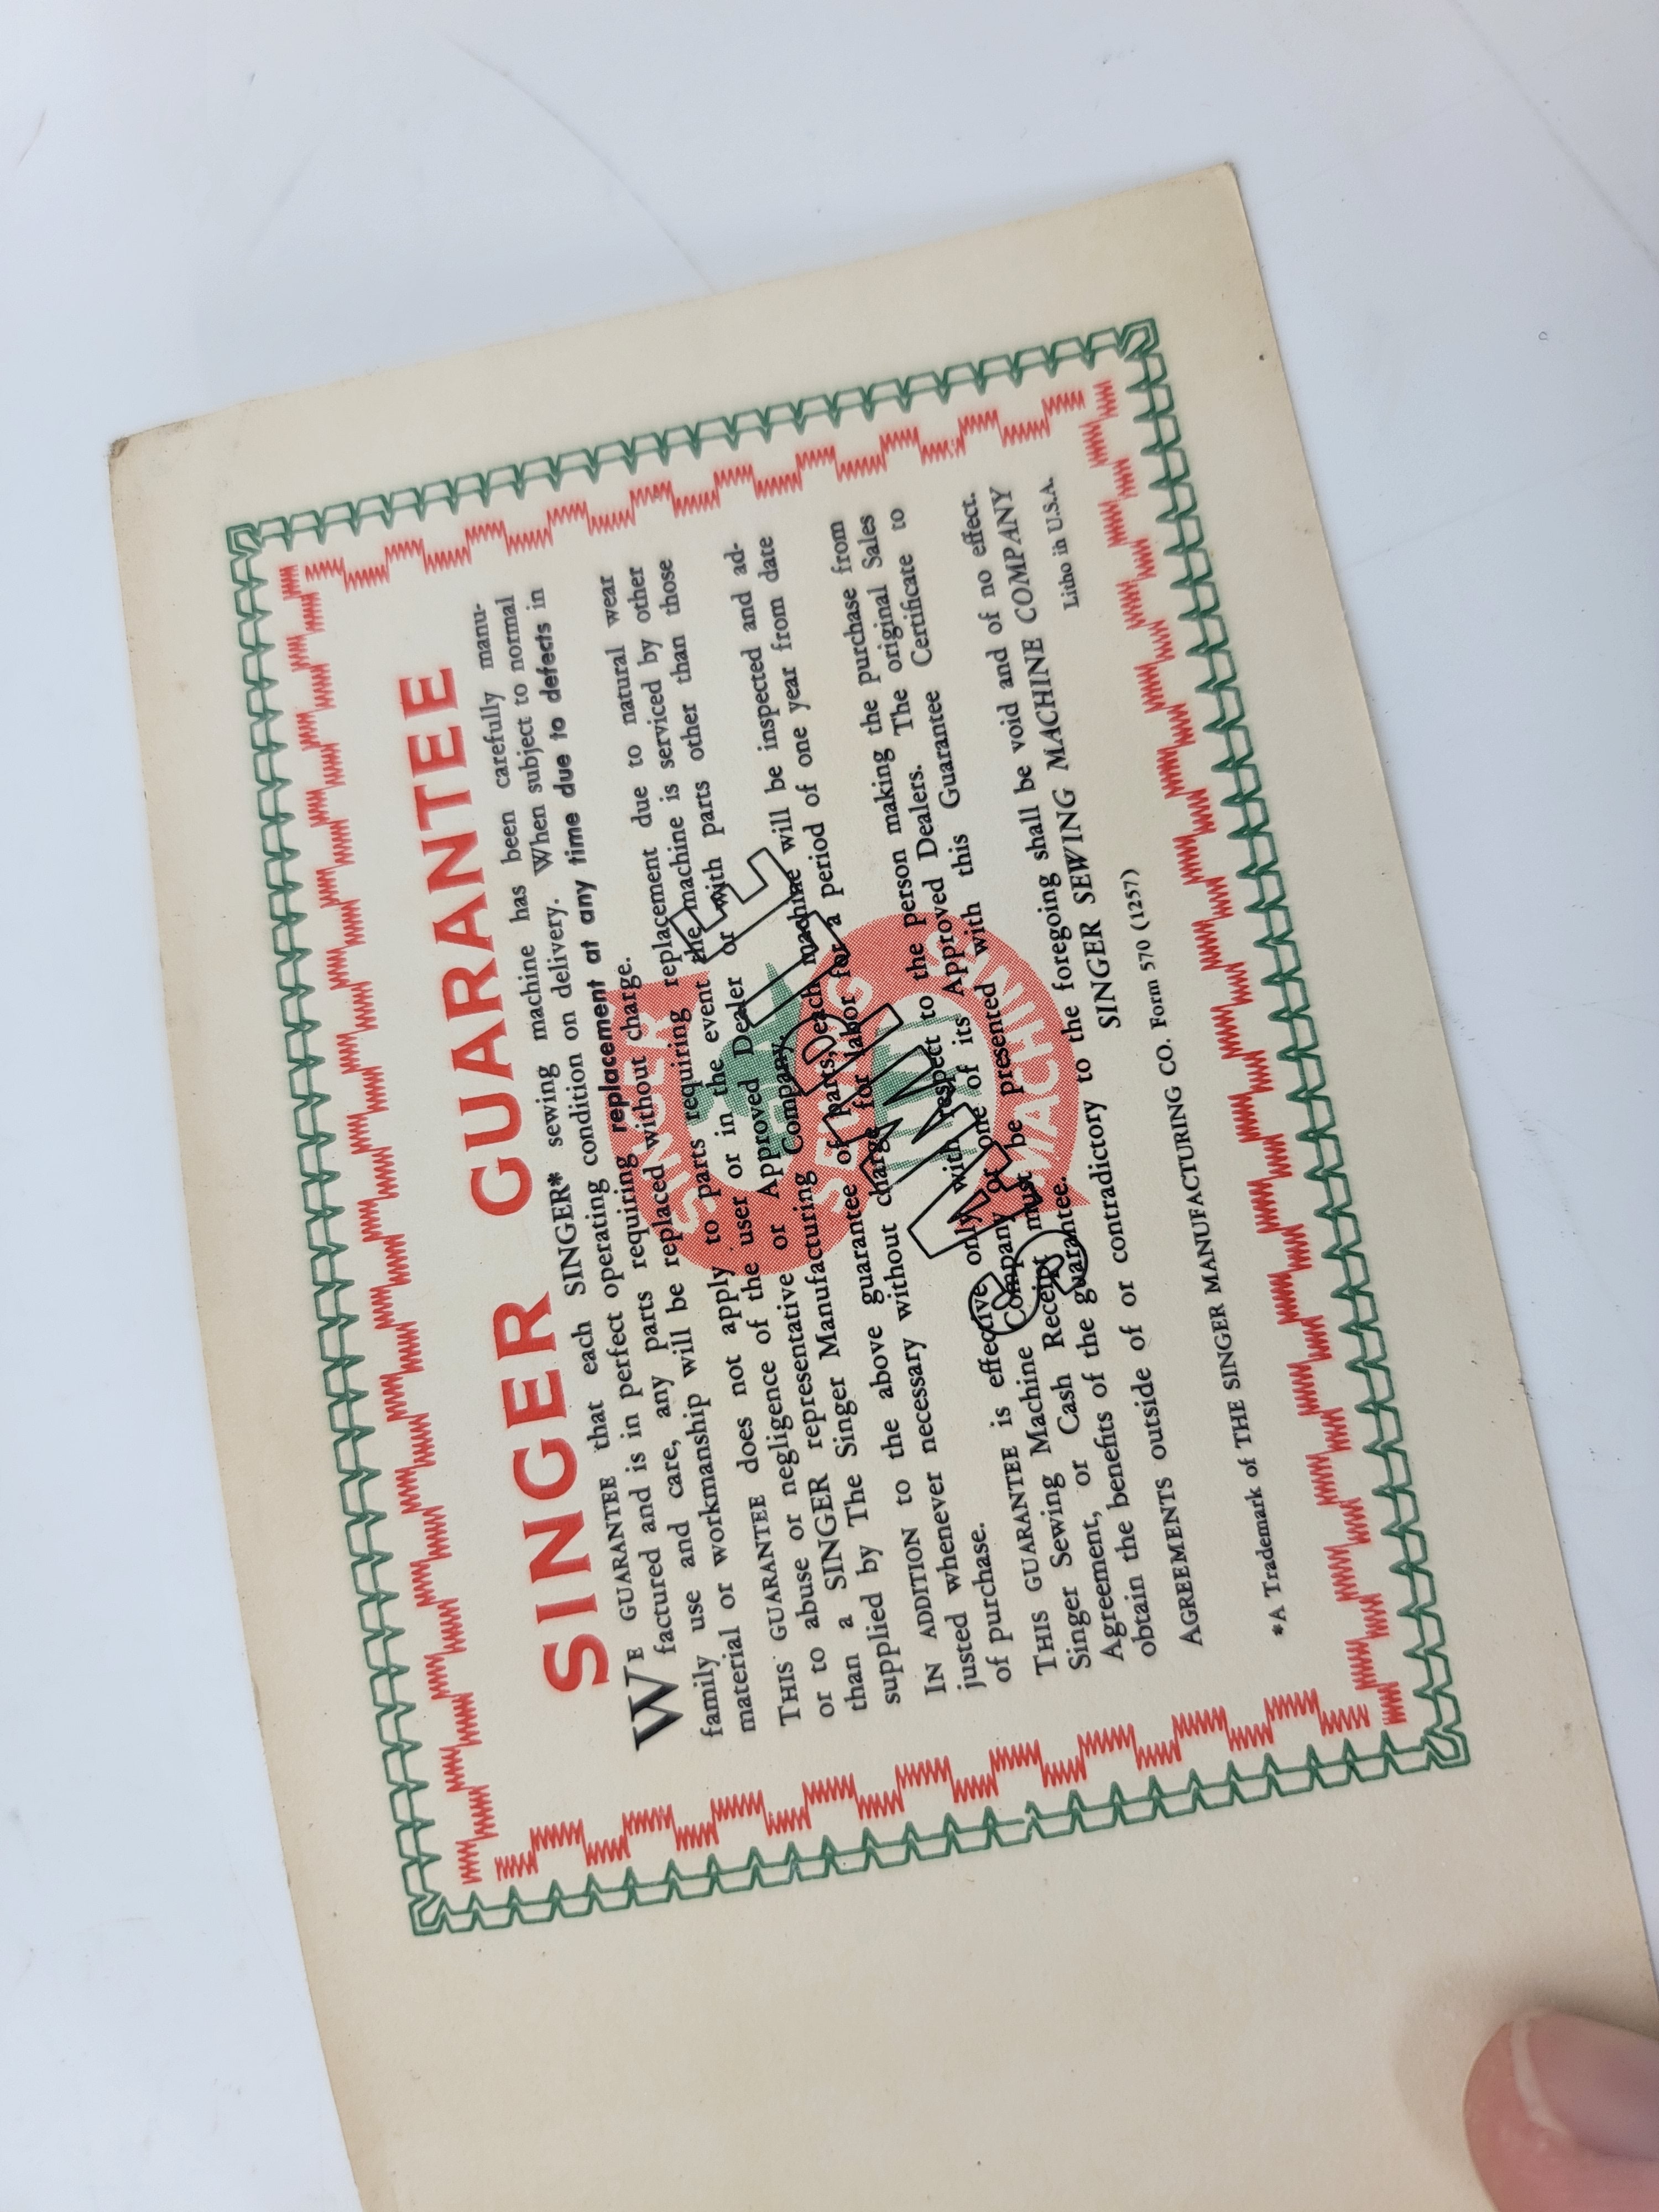 SINGER GUARANTEE
WE GUARANTEE that each SINGER* sewing machine has been carefully manu-
factured and is in perfect operating condition on delivery. When subject to normal
family use and care, any parts requiring replacement at any time due to defects in
material or workmanship will be replaced without charge.
THIS GUARANTEE does not apply to parts requiring replacement due to natural wear
or to abuse or negligence of the user or in the event the machine is serviced by other
than a SINGER representative or Approved Dealer or with parts other than those
supplied by The Singer Manufacturing Company.
IN ADDITION to the above guarantee of parts, each machine will be inspected and ad-
justed whenever necessary without charge for labor for a period of one year from date
of purchase.
THIS GUARANTEE is effective only with respect to the person making the purchase from
Singer Sewing Machine Company or one of its Approved Dealers. The original Sales
Agreement, or Cash Receipt must be presented with this Guarantee Certificate to
obtain the benefits of the guarantee.
AGREEMENTS outside of or contradictory to the foregoing shall be void and of no effect.
SINGER SEWING MACHINE COMPANY
*A Trademark of THE SINGER MANUFACTURING CO. Form 570 (1257)
Litho in U.S.A.
SINGER
SEWING
MACHINE